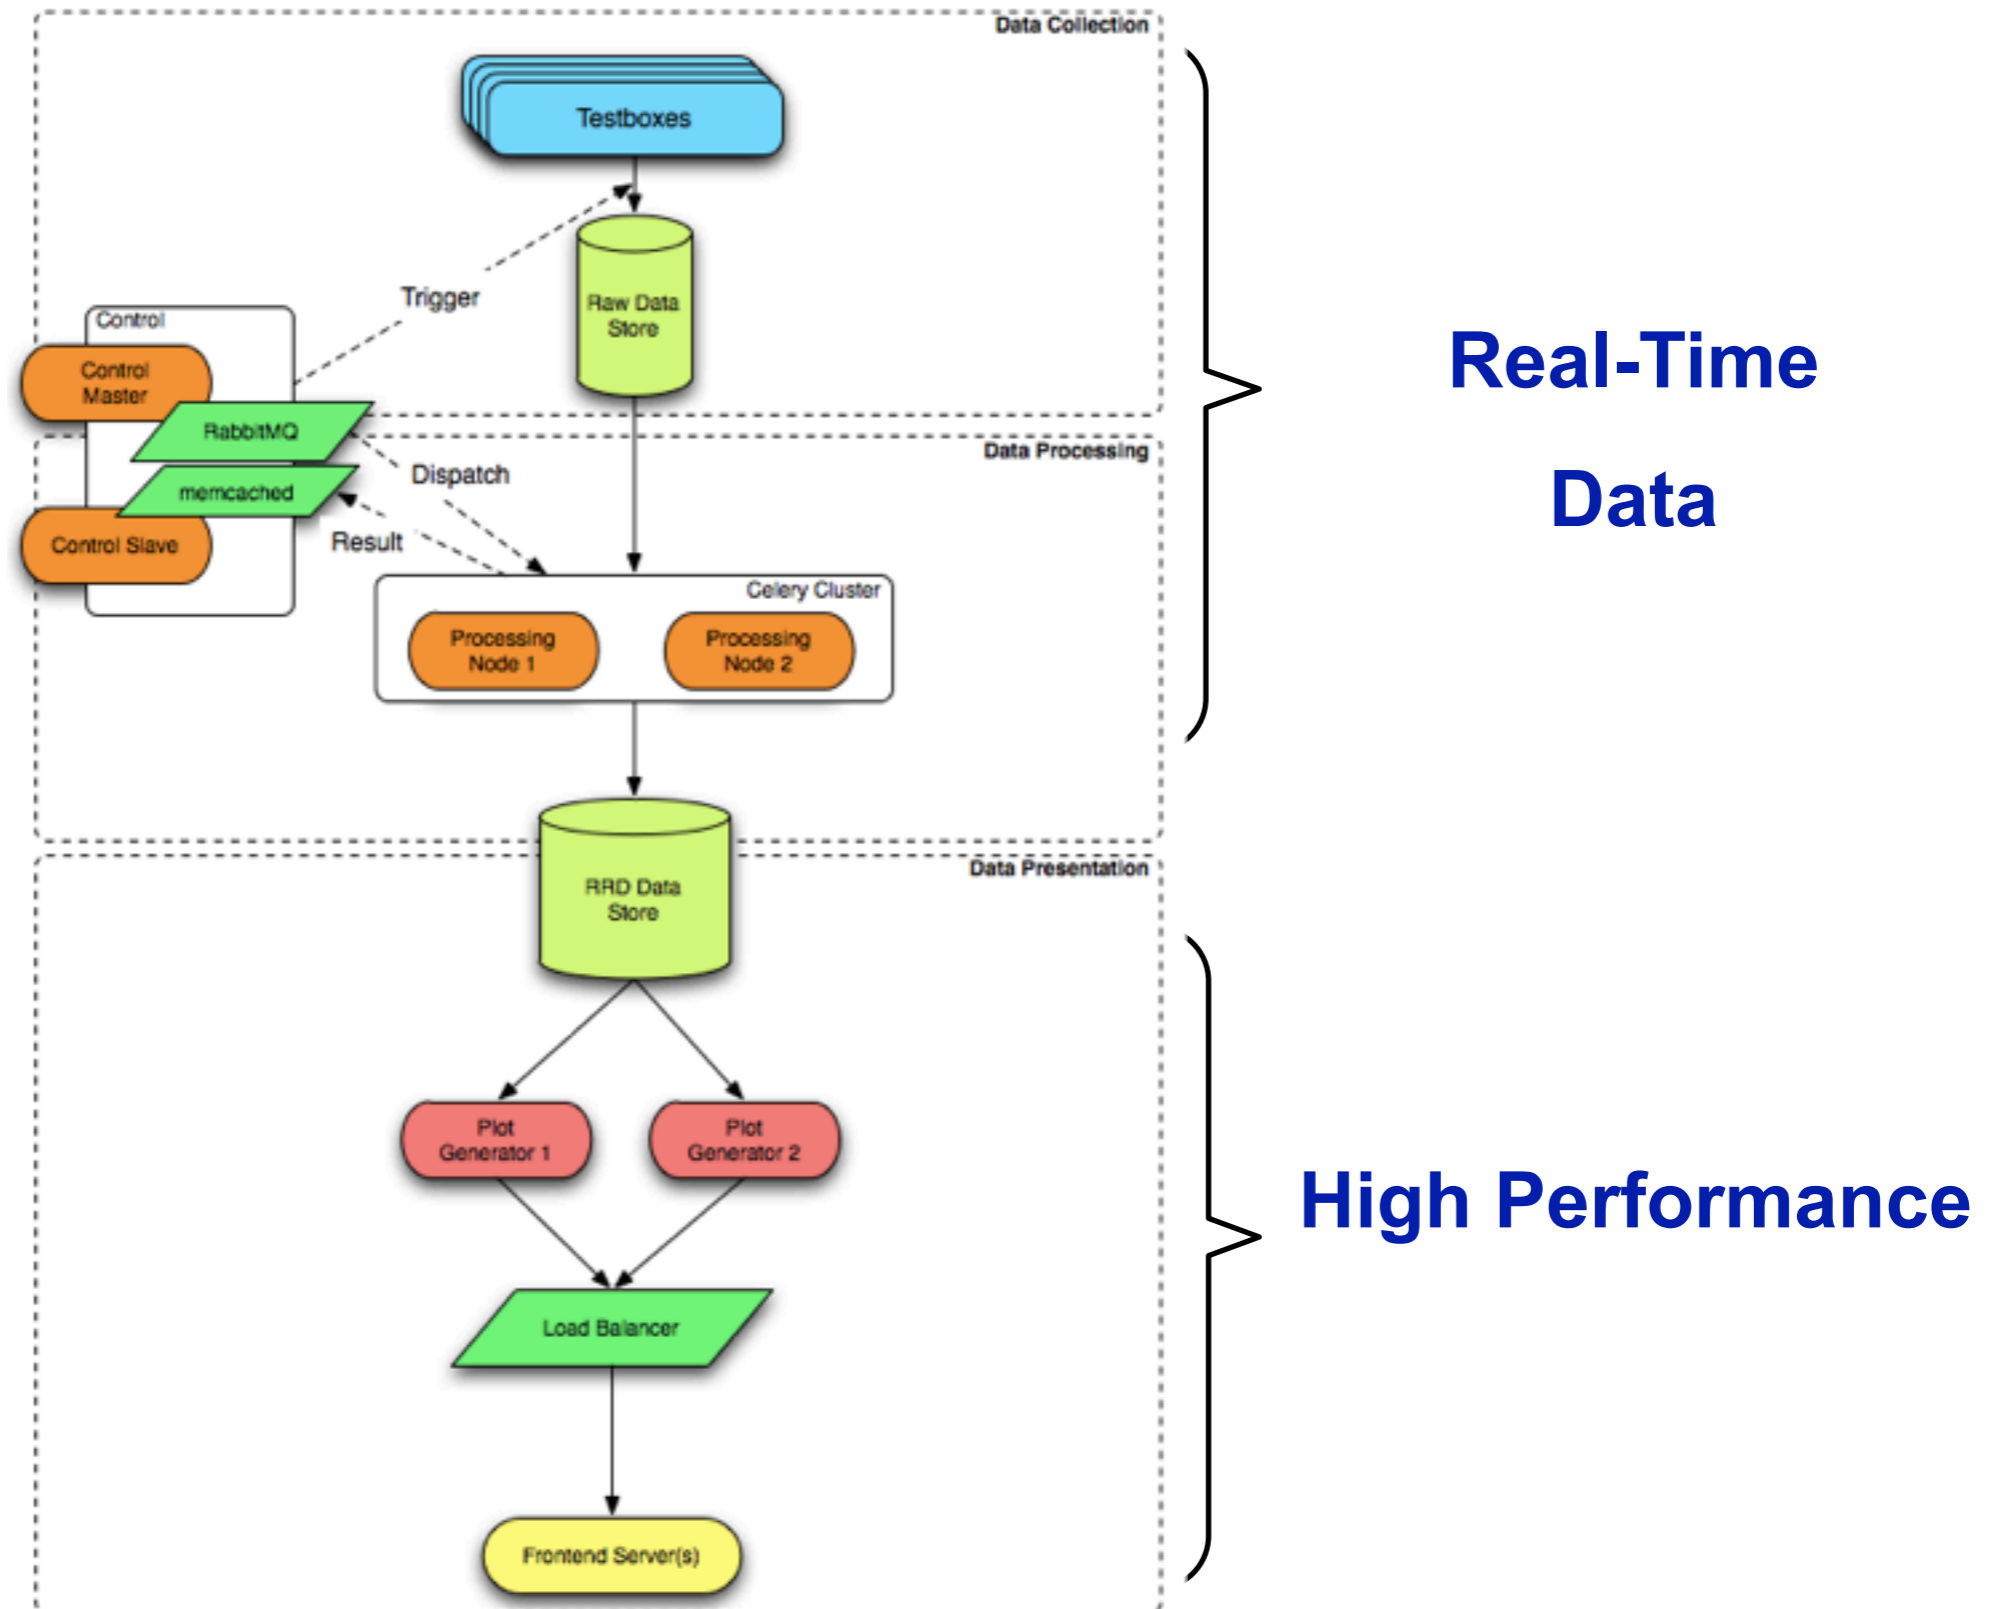 Data Collection
Testboxes
Trigger
Raw Data
Store
Control
Control
Master
RabbitMQ
memcached
Control Slave
Data Processing
Dispatch
Result
Celery Cluster
Processing
Node 1
Processing
Node 2
Real-Time
Data
Data Presentation
RRD Data
Store
Plot
Generator 1
Plot
Generator 2
Load Balancer
Frontend Server(s)
High Performance